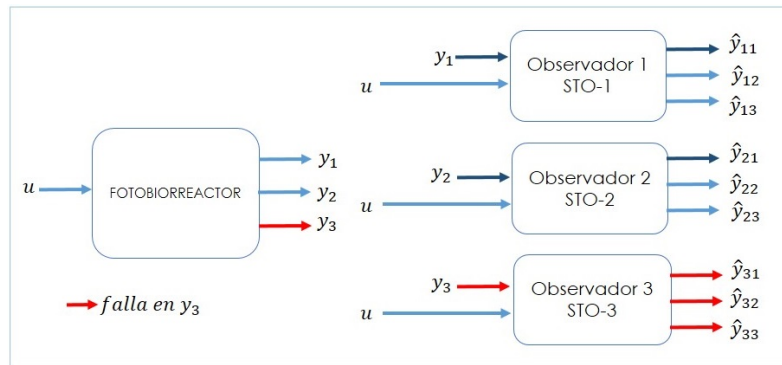 u
FOTOBIORREACTOR
y₁
y₂
y₃
falla en y₃
y₁
u
Observador 1
STO-1
ŷ₁₁
ŷ₁₂
ŷ₁₃
y₂
u
Observador 2
STO-2
ŷ₂₁
ŷ₂₂
ŷ₂₃
y₃
u
Observador 3
STO-3
ŷ₃₁
ŷ₃₂
ŷ₃₃